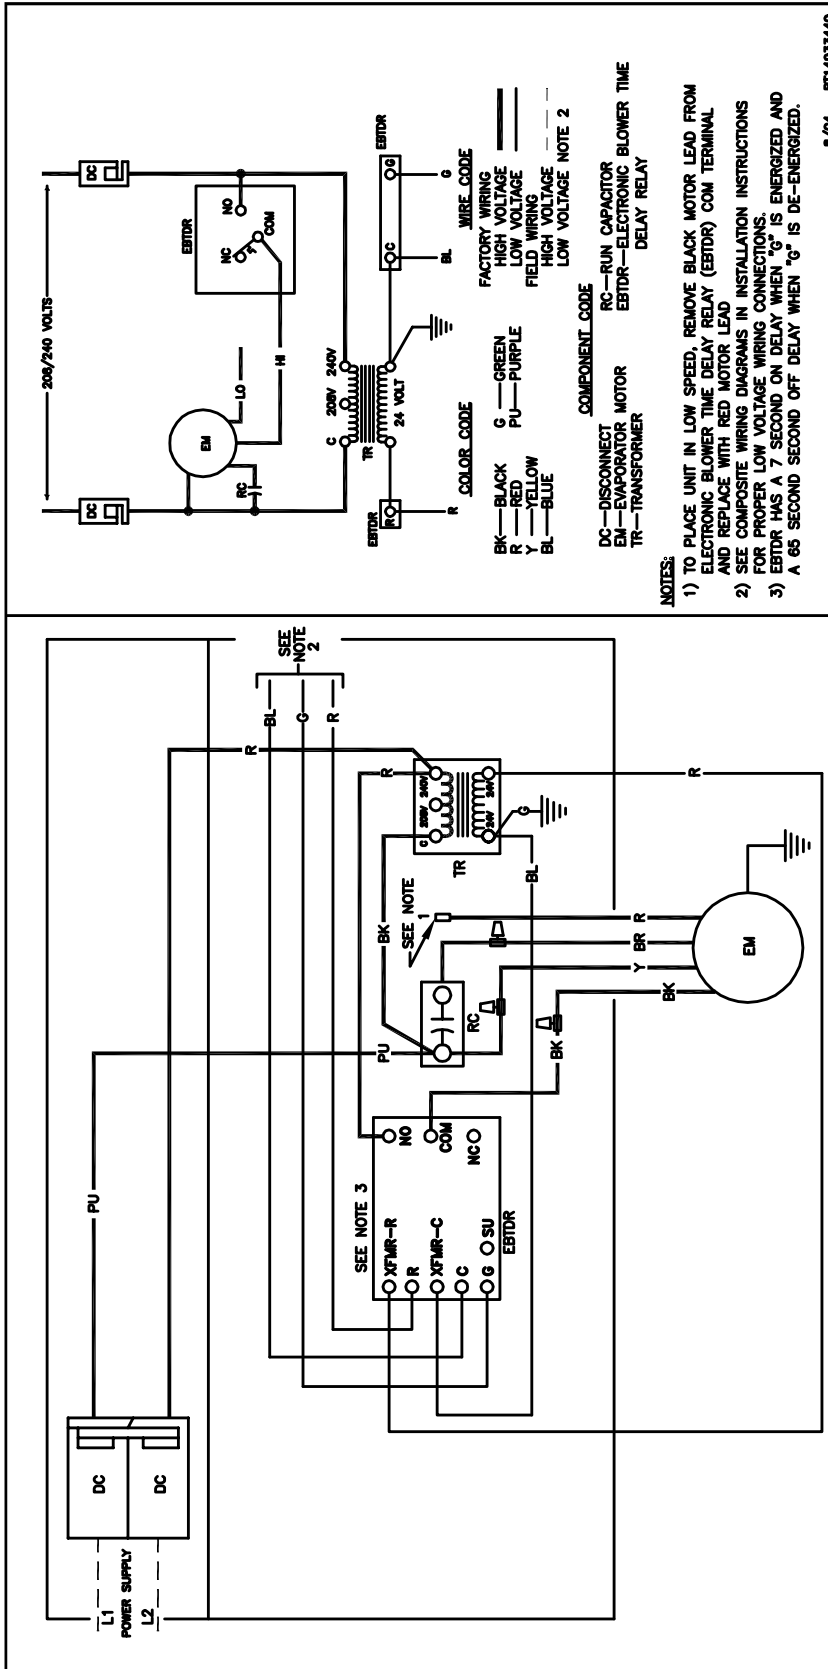 L1
POWER SUPPLY
L2
DC
DC
PU
R
PU
SEE NOTE 3
XFMR-R
R
XFMR-C
C
G
SU
EBTDR
NO
COM
NC
BK
RC
BK
SEE NOTE
1
TR
C 208V 240V
24V 24V
R
G
BL
R
BK
Y
BR
R
EM
BL
G
R
SEE
NOTE
2
208/240 VOLTS
DC
DC
EM
RC
LO
HI
EBTDR
NC
NO
COM
C 208V 240V
TR
24 VOLT
EBTDR
R
R
EBTDR
C
G
BL
G
COLOR CODE
BK—BLACK
R —RED
Y —YELLOW
BL—BLUE
G —GREEN
PU—PURPLE
WIRE CODE
FACTORY WIRING
HIGH VOLTAGE
LOW VOLTAGE
FIELD WIRING
HIGH VOLTAGE
LOW VOLTAGE NOTE 2
COMPONENT CODE
DC—DISCONNECT
EM—EVAPORATOR MOTOR
TR—TRANSFORMER
RC—RUN CAPACITOR
EBTDR—ELECTRONIC BLOWER TIME
DELAY RELAY
NOTES:
1) TO PLACE UNIT IN LOW SPEED, REMOVE BLACK MOTOR LEAD FROM
ELECTRONIC BLOWER TIME DELAY RELAY (EBTDR) COM TERMINAL
AND REPLACE WITH RED MOTOR LEAD
2) SEE COMPOSITE WIRING DIAGRAMS IN INSTALLATION INSTRUCTIONS
FOR PROPER LOW VOLTAGE WIRING CONNECTIONS.
3) EBTDR HAS A 7 SECOND ON DELAY WHEN "G" IS ENERGIZED AND
A 65 SECOND SECOND OFF DELAY WHEN "G" IS DE-ENERGIZED.